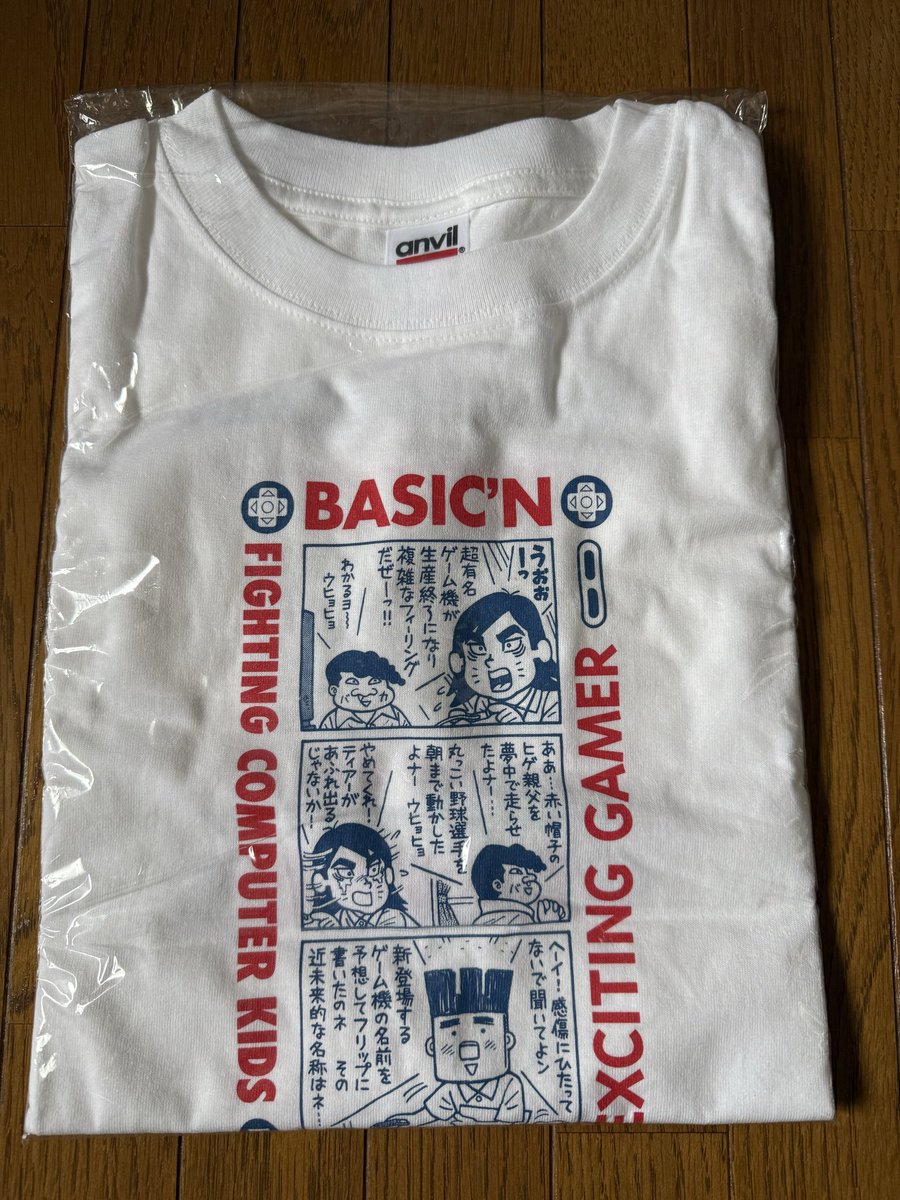 anvil
BASIC'N
FIGHTING COMPUTER KIDS
EXCITING GAMER
うおお
ーっ
超有名
ゲーム機が
生産終了になり
複雑なフィーリング
だぜーっ!!
わかるヨ〜
ウヒョヒョ
ああ…赤い帽子の
ヒゲ親父を
夢中で走らせ
たよナー…
丸っこい野球選手を
朝まで動かした
よナー ウヒョヒョ
やめてくれ!
ティアーが
あふれ出る
じゃないか!
ヘーイ!感傷にひたって
ないで聞いてよン
新登場する
ゲーム機の名前を
予想してフリップに
書いたのネ その
近未来的な名称はネ…